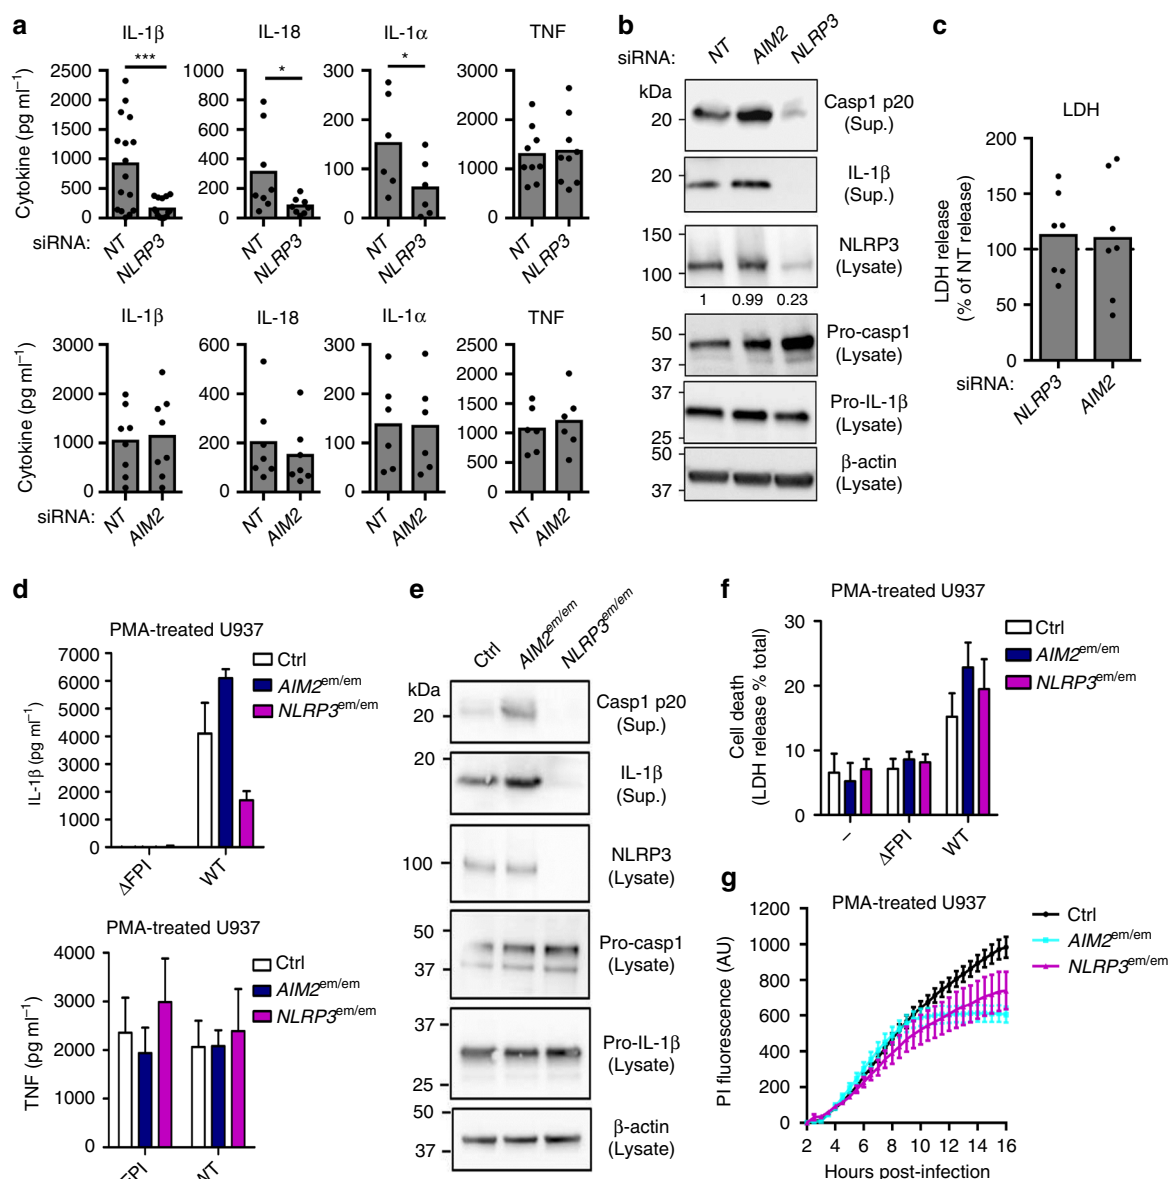 a
IL-1β
IL-18
IL-1α
TNF
***
*
*
Cytokine (pg ml⁻¹)
2500
2000
1500
1000
500
0
1000
800
600
400
200
0
300
200
100
0
3000
2000
1000
0
siRNA:
NT
NLRP3
NT
NLRP3
NT
NLRP3
NT
NLRP3
IL-1β
IL-18
IL-1α
TNF
Cytokine (pg ml⁻¹)
3000
2000
1000
0
600
400
200
0
300
200
100
0
2500
2000
1500
1000
500
0
siRNA:
NT
AIM2
NT
AIM2
NT
AIM2
NT
AIM2
b
siRNA:
NT
AIM2
NLRP3
kDa
20
Casp1 p20
(Sup.)
20
IL-1β
(Sup.)
150
100
NLRP3
(Lysate)
1 0.99 0.23
50
37
Pro-casp1
(Lysate)
37
25
Pro-IL-1β
(Lysate)
50
37
β-actin
(Lysate)
c
LDH
LDH release
(% of NT release)
200
150
100
50
0
siRNA:
NLRP3
AIM2
d
PMA-treated U937
IL-1β (pg ml⁻¹)
7000
6000
5000
4000
3000
2000
1000
0
Ctrl
AIM2em/em
NLRP3em/em
ΔFPI
WT
PMA-treated U937
TNF (pg ml⁻¹)
4000
3000
2000
1000
0
Ctrl
AIM2em/em
NLRP3em/em
FPI
WT
e
Ctrl
AIM2em/em
NLRP3em/em
kDa
20
Casp1 p20
(Sup.)
20
IL-1β
(Sup.)
100
NLRP3
(Lysate)
50
37
Pro-casp1
(Lysate)
37
25
Pro-IL-1β
(Lysate)
50
37
β-actin
(Lysate)
f
PMA-treated U937
Cell death
(LDH release % total)
30
20
10
0
Ctrl
AIM2em/em
NLRP3em/em
–
ΔFPI
WT
g
PMA-treated U937
PI fluorescence (AU)
1200
1000
800
600
400
200
0
Ctrl
AIM2em/em
NLRP3em/em
2 4 6 8 10 12 14 16
Hours post-infection